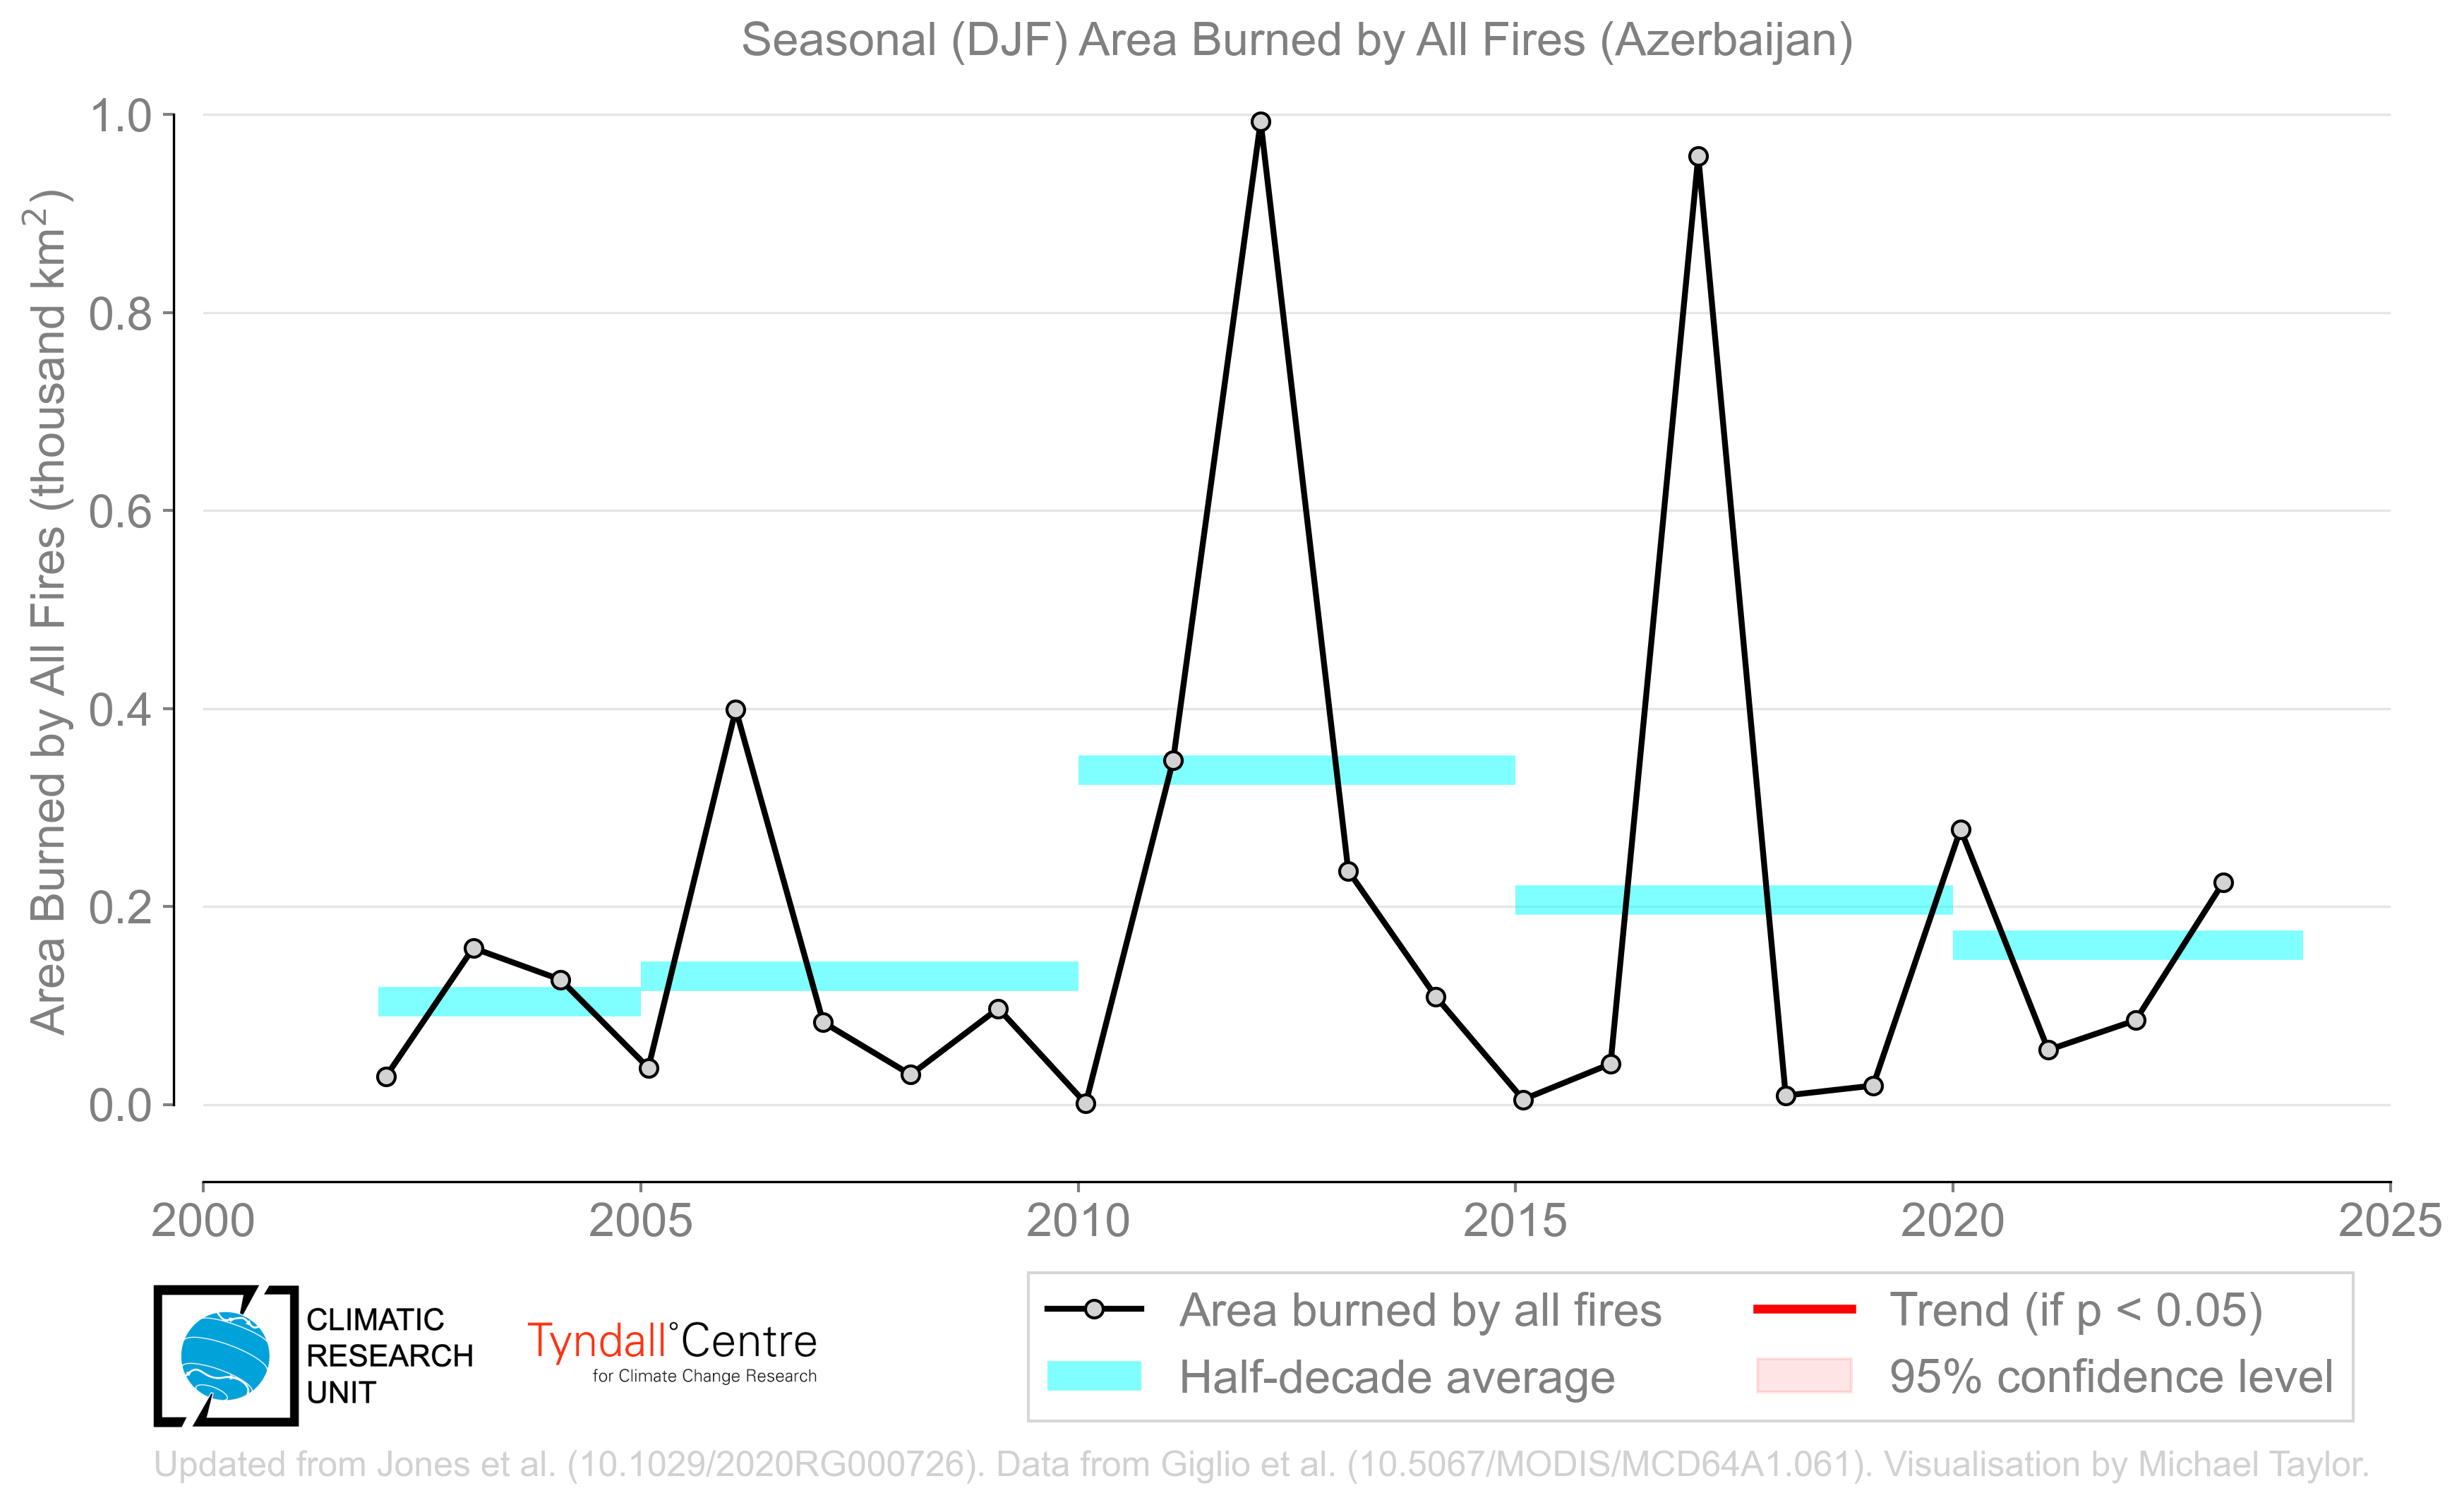 Seasonal (DJF) Area Burned by All Fires (Azerbaijan)
Area Burned by All Fires (thousand km²)
1.0
0.8
0.6
0.4
0.2
0.0
2000 2005 2010 2015 2020 2025
Area burned by all fires
Half-decade average
Trend (if p < 0.05)
95% confidence level
CLIMATIC
RESEARCH
UNIT
Tyndall°Centre
for Climate Change Research
Updated from Jones et al. (10.1029/2020RG000726). Data from Giglio et al. (10.5067/MODIS/MCD64A1.061). Visualisation by Michael Taylor.